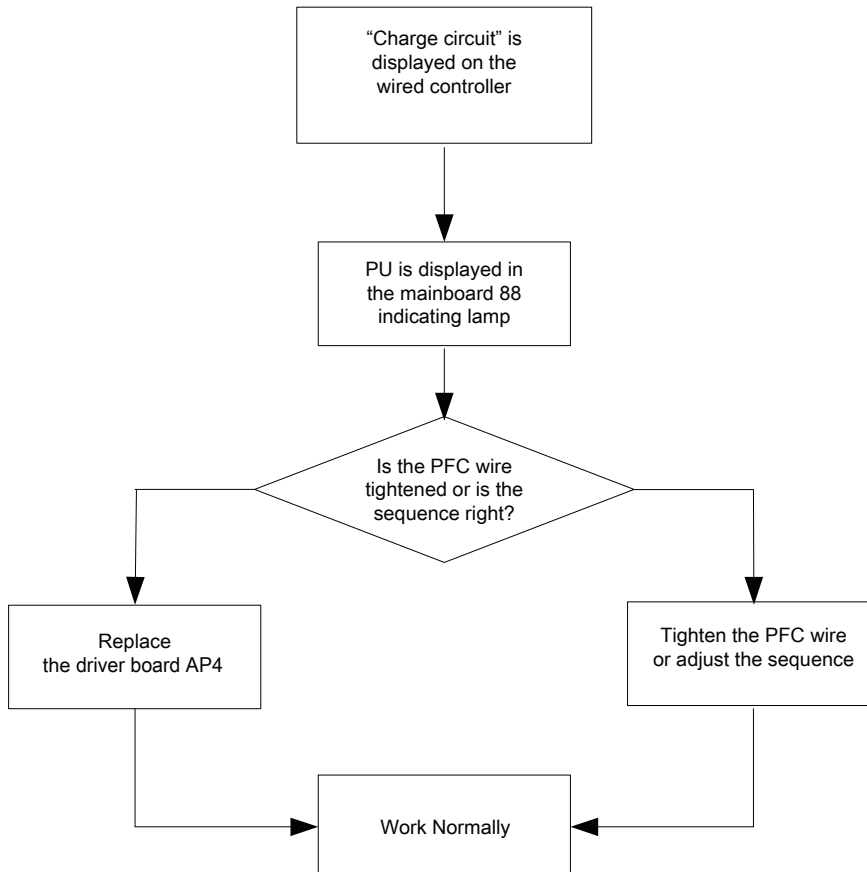 “Charge circuit” is
displayed on the
wired controller
PU is displayed in
the mainboard 88
indicating lamp
Is the PFC wire
tightened or is the
sequence right?
Replace
the driver board AP4
Tighten the PFC wire
or adjust the sequence
Work Normally